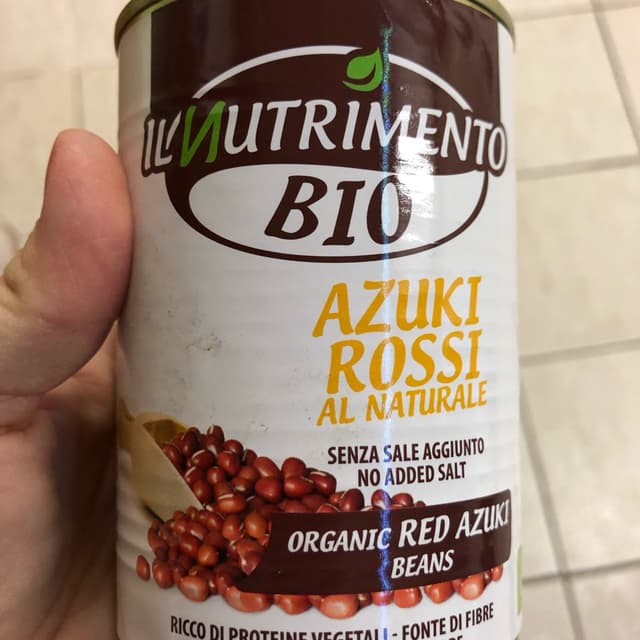 IL NUTRIMENTO
BIO
AZUKI
ROSSI
AL NATURALE
SENZA SALE AGGIUNTO
NO ADDED SALT
ORGANIC RED AZUKI
BEANS
RICCO DI PROTEINE VEGETALI - FONTE DI FIBRE